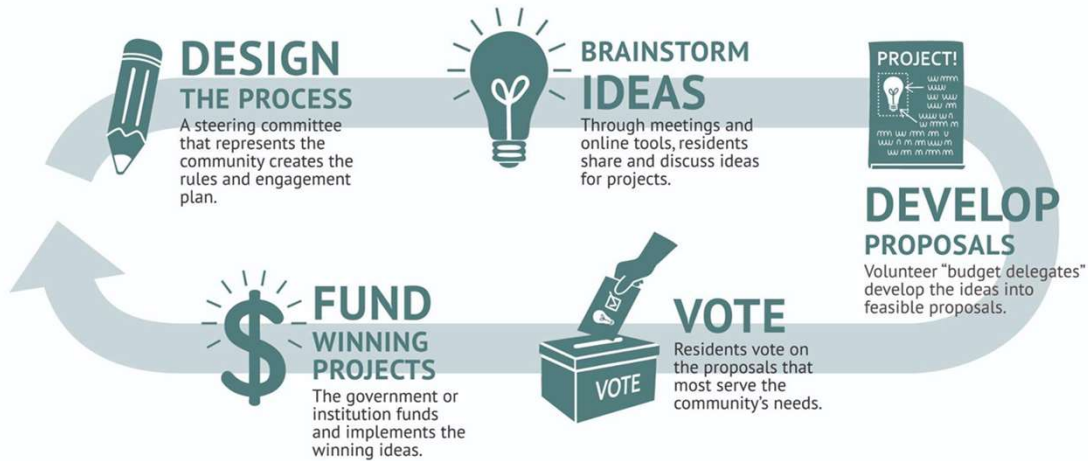 DESIGN
THE PROCESS
A steering committee
that represents the
community creates the
rules and engagement
plan.
BRAINSTORM
IDEAS
Through meetings and
online tools, residents
share and discuss ideas
for projects.
PROJECT!
DEVELOP
PROPOSALS
Volunteer “budget delegates”
develop the ideas into
feasible proposals.
VOTE
Residents vote on
the proposals that
most serve the
community’s needs.
VOTE
FUND
WINNING
PROJECTS
The government or
institution funds
and implements the
winning ideas.